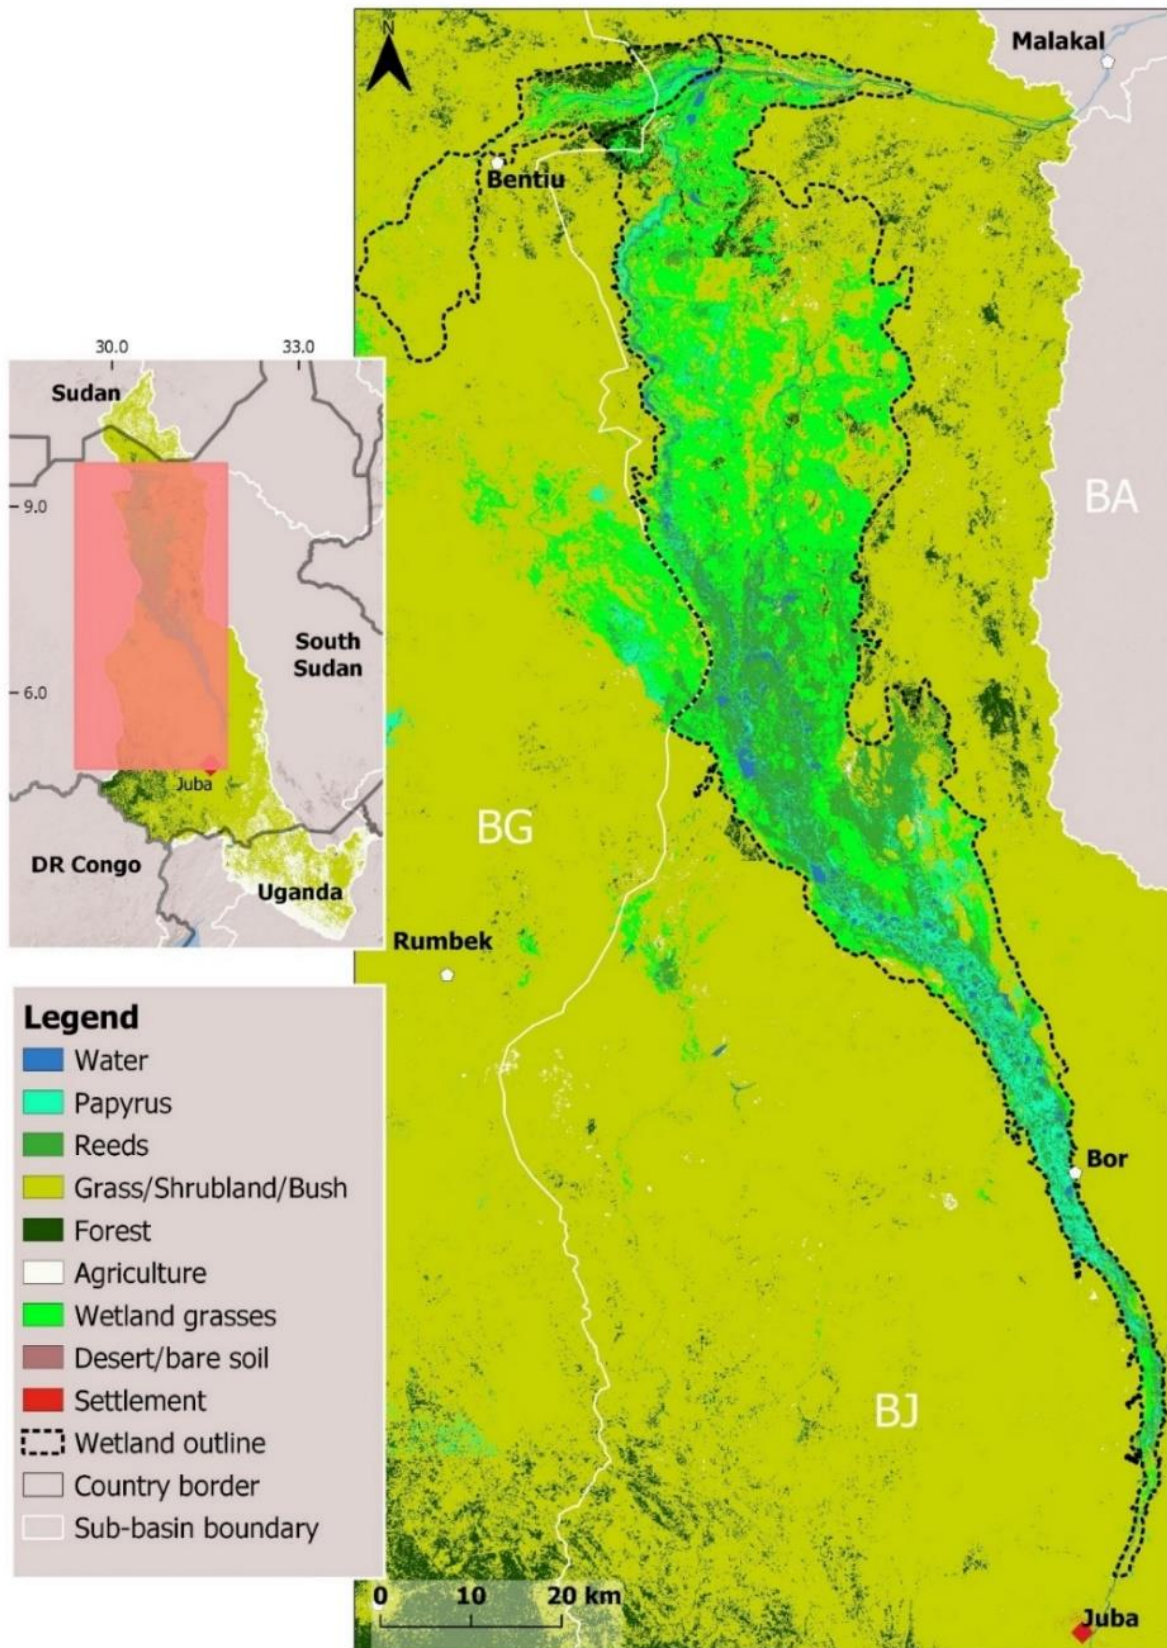 N
Malakal
Bentiu
30.0
33.0
Sudan
9.0
BA
South
Sudan
6.0
Juba
BG
DR Congo
Uganda
Rumbek
Legend
Water
Papyrus
Reeds
Grass/Shrubland/Bush
Forest
Agriculture
Wetland grasses
Desert/bare soil
Settlement
Wetland outline
Country border
Sub-basin boundary
Bor
BJ
0 10 20 km
Juba